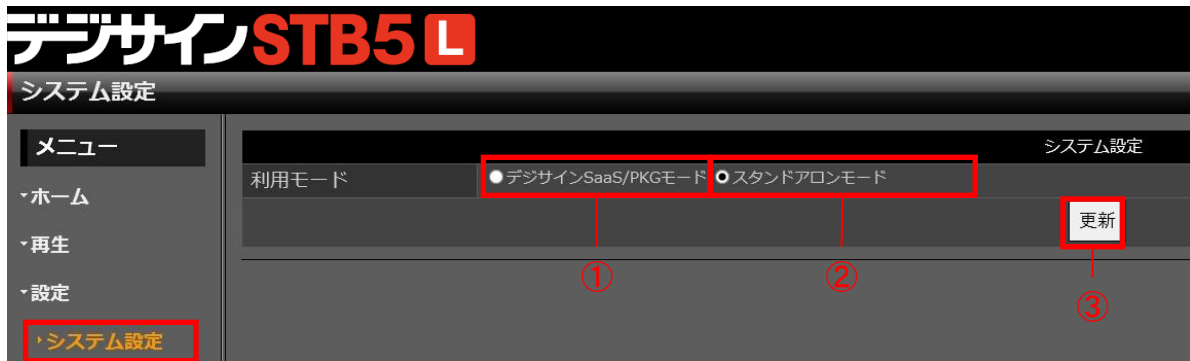 デジサインSTB5 L
システム設定
メニュー
システム設定
利用モード
デジサインSaaS/PKGモード
スタンドアロンモード
更新
ホーム
再生
設定
システム設定
①
②
③